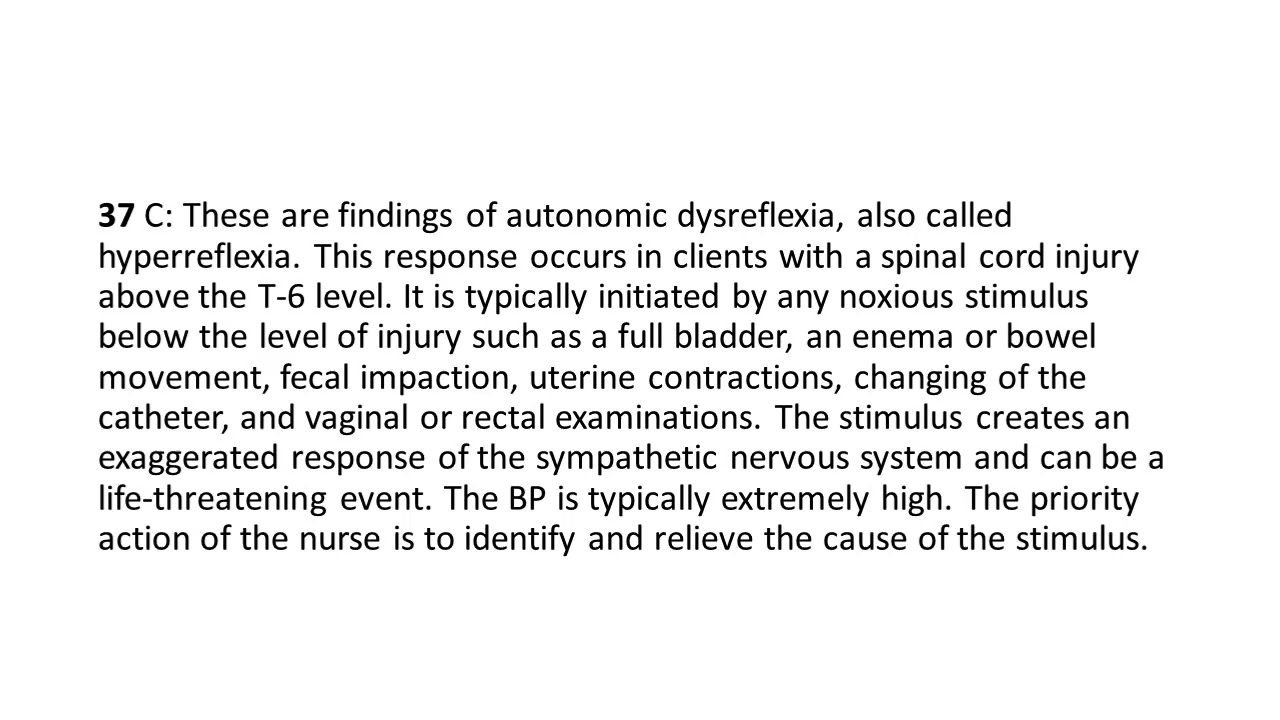 37 C: These are findings of autonomic dysreflexia, also called
hyperreflexia. This response occurs in clients with a spinal cord injury
above the T-6 level. It is typically initiated by any noxious stimulus
below the level of injury such as a full bladder, an enema or bowel
movement, fecal impaction, uterine contractions, changing of the
catheter, and vaginal or rectal examinations. The stimulus creates an
exaggerated response of the sympathetic nervous system and can be a
life-threatening event. The BP is typically extremely high. The priority
action of the nurse is to identify and relieve the cause of the stimulus.